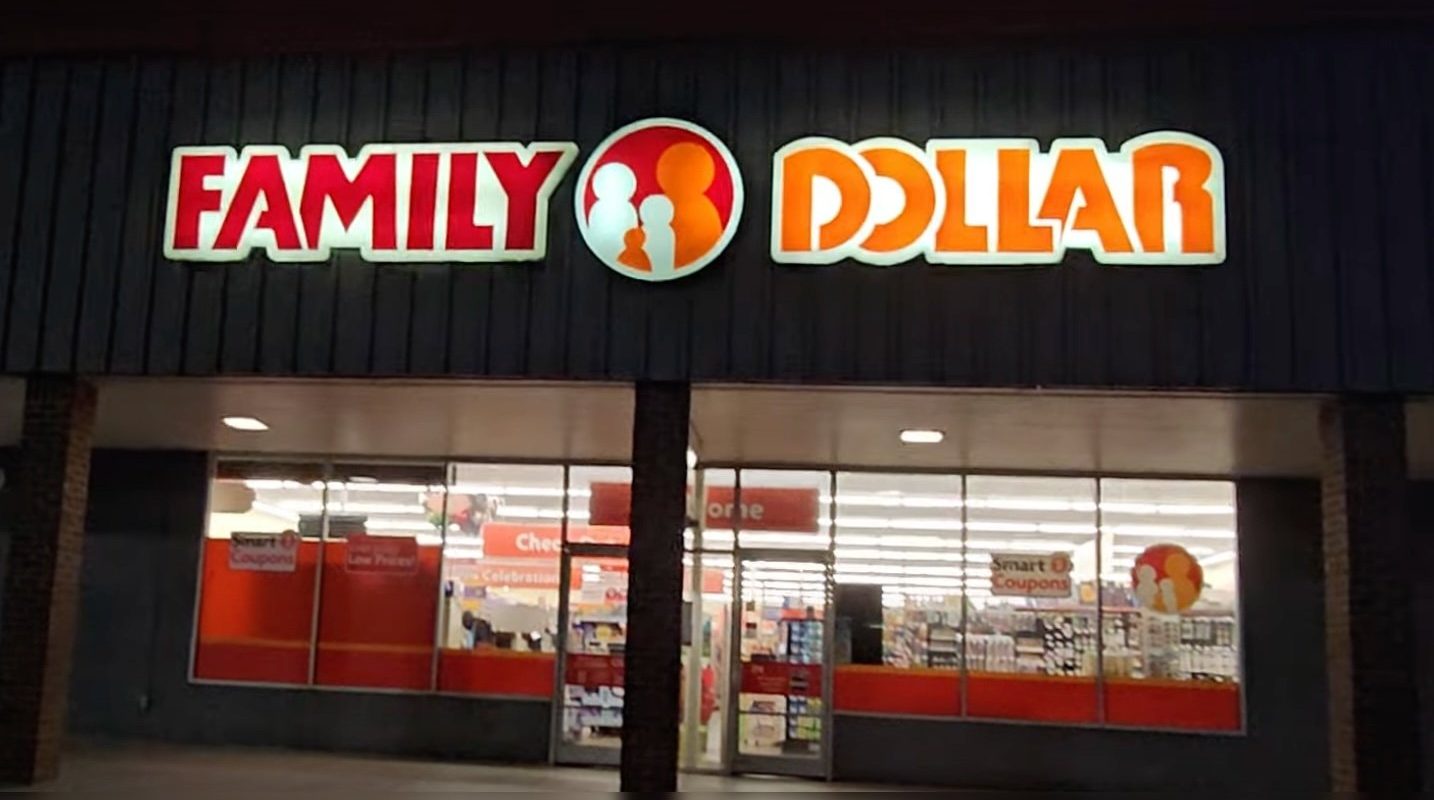 FAMILY DOLLAR
Smart
Coupons
Low Prices!
Chec
Celebration
ome
Smart
Coupons